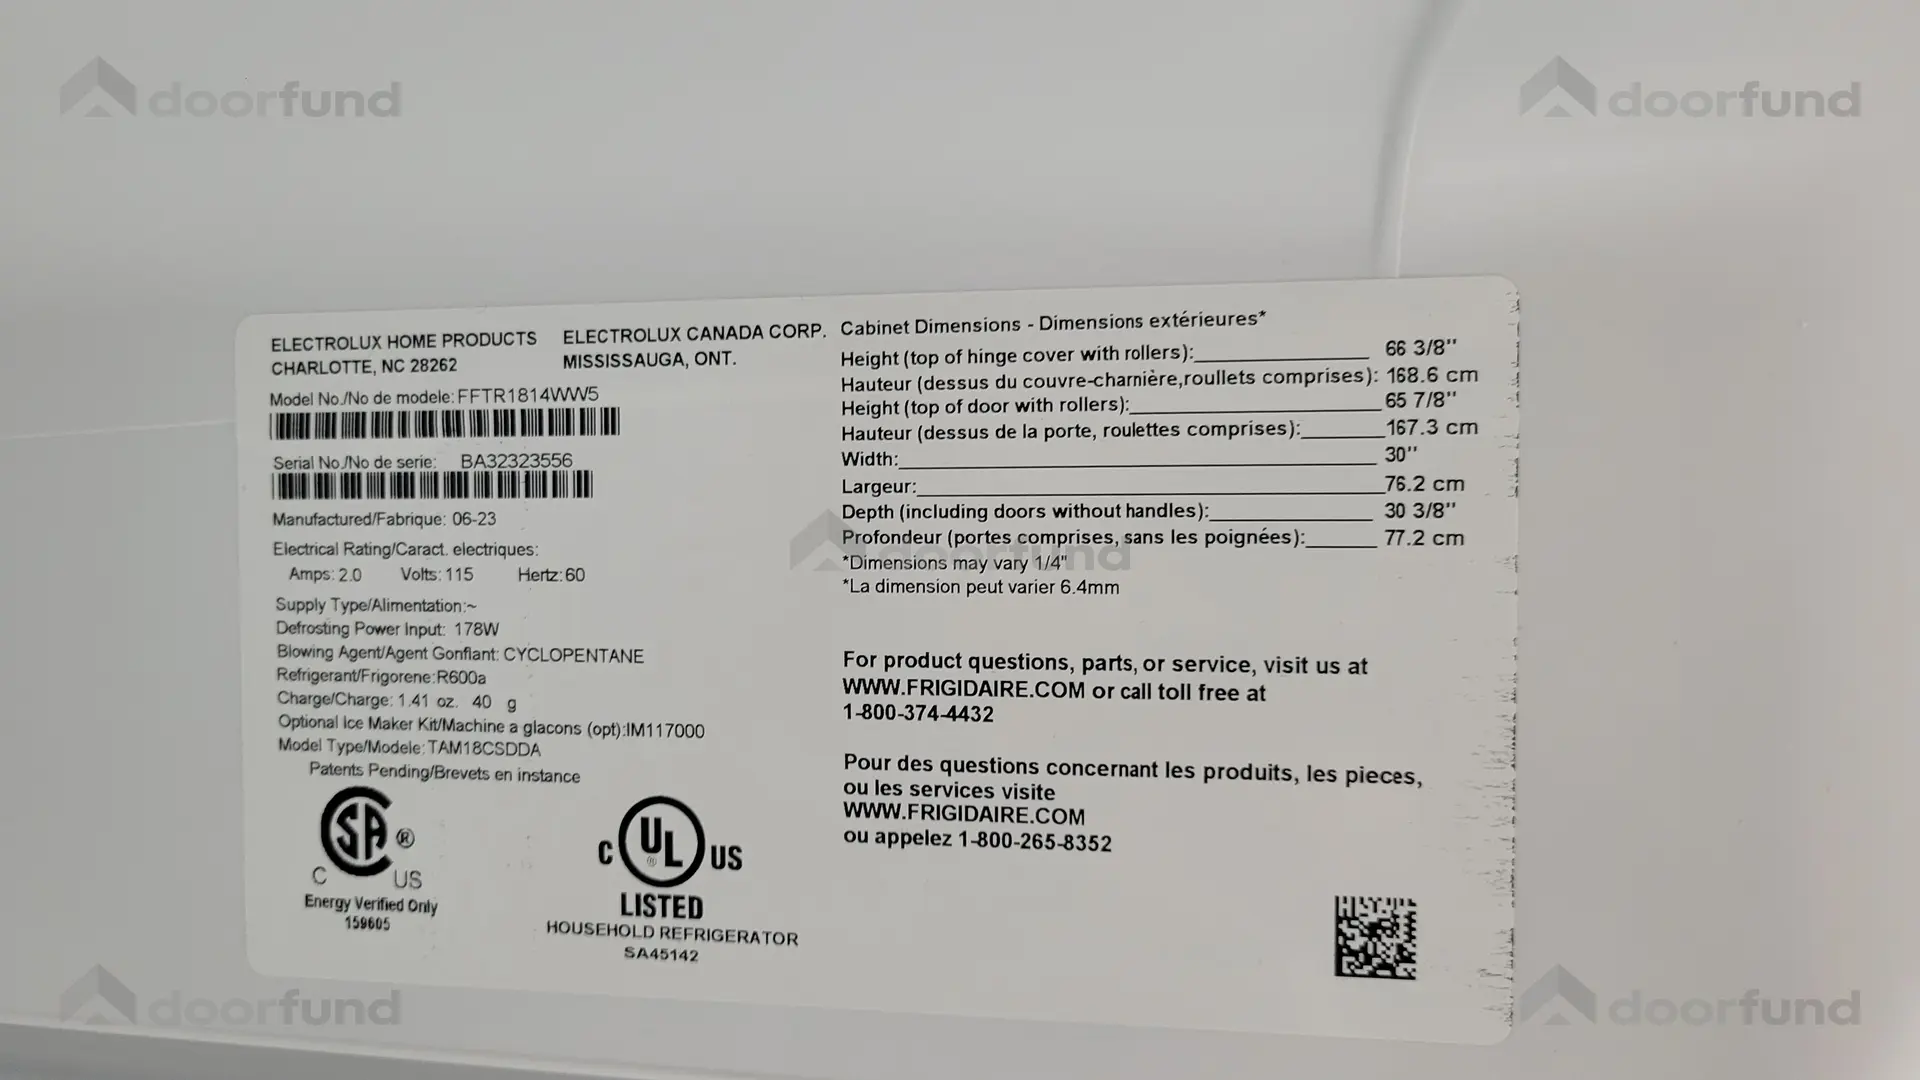 doorfund
doorfund
ELECTROLUX HOME PRODUCTS
CHARLOTTE, NC 28262
ELECTROLUX CANADA CORP.
MISSISSAUGA, ONT.
Model No./No de modele: FFTR1814WW5
Serial No./No de serie: BA32323556
Manufactured/Fabrique: 06-23
Electrical Rating/Caract. electriques:
Amps: 2.0 Volts: 115 Hertz: 60
Supply Type/Alimentation:~
Defrosting Power Input: 178W
Blowing Agent/Agent Gonflant: CYCLOPENTANE
Refrigerant/Frigorene: R600a
Charge/Charge: 1.41 oz. 40 g
Optional Ice Maker Kit/Machine a glacons (opt):IM117000
Model Type/Modele: TAM18CSDDA
Patents Pending/Brevets en instance
SA ®
C US
Energy Verified Only
159605
C UL ® US
LISTED
HOUSEHOLD REFRIGERATOR
SA45142
Cabinet Dimensions - Dimensions extérieures*
Height (top of hinge cover with rollers): 66 3/8"
Hauteur (dessus du couvre-charnière,roullets comprises): 168.6 cm
Height (top of door with rollers): 65 7/8"
Hauteur (dessus de la porte, roulettes comprises): 167.3 cm
Width: 30"
Largeur: 76.2 cm
Depth (including doors without handles): 30 3/8"
Profondeur (portes comprises, sans les poignées): 77.2 cm
doorfund
*Dimensions may vary 1/4"
*La dimension peut varier 6.4mm
For product questions, parts, or service, visit us at
WWW.FRIGIDAIRE.COM or call toll free at
1-800-374-4432
Pour des questions concernant les produits, les pieces,
ou les services visite
WWW.FRIGIDAIRE.COM
ou appelez 1-800-265-8352
doorfund
doorfund